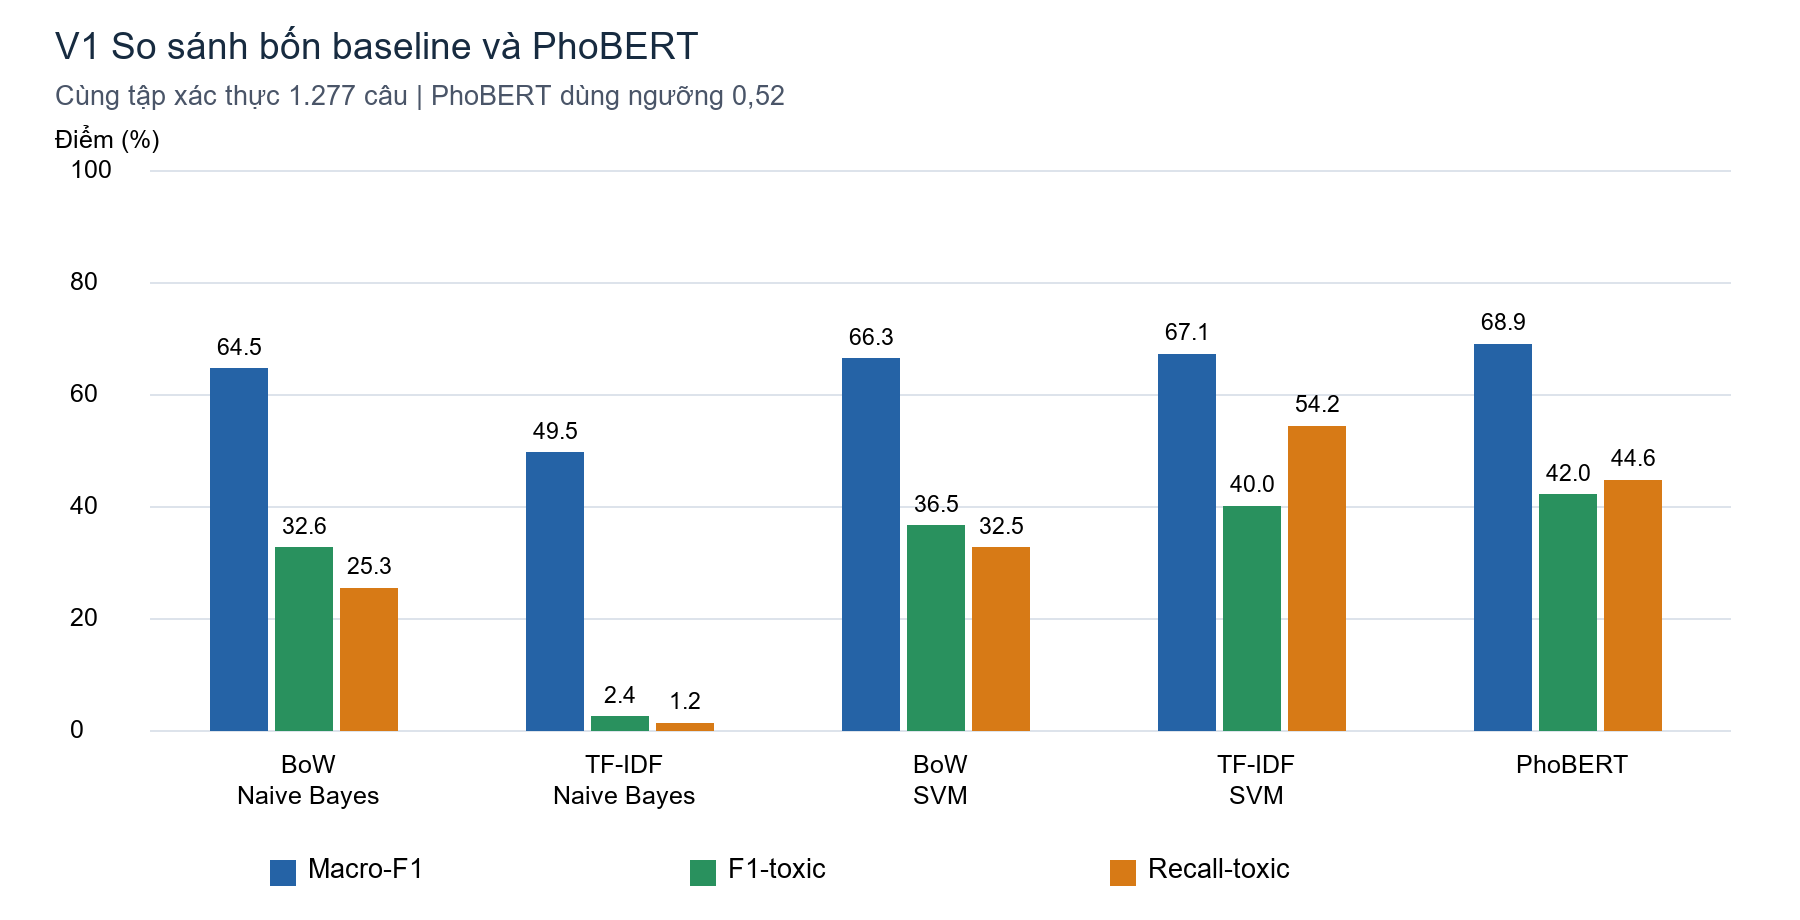 V1 So sánh bốn baseline và PhoBERT
Cùng tập xác thực 1.277 câu | PhoBERT dùng ngưỡng 0,52
Điểm (%)
100
80
60
40
20
0
64.5
32.6
25.3
49.5
2.4
1.2
66.3
36.5
32.5
67.1
40.0
54.2
68.9
42.0
44.6
BoW
Naive Bayes
TF-IDF
Naive Bayes
BoW
SVM
TF-IDF
SVM
PhoBERT
Macro-F1
F1-toxic
Recall-toxic